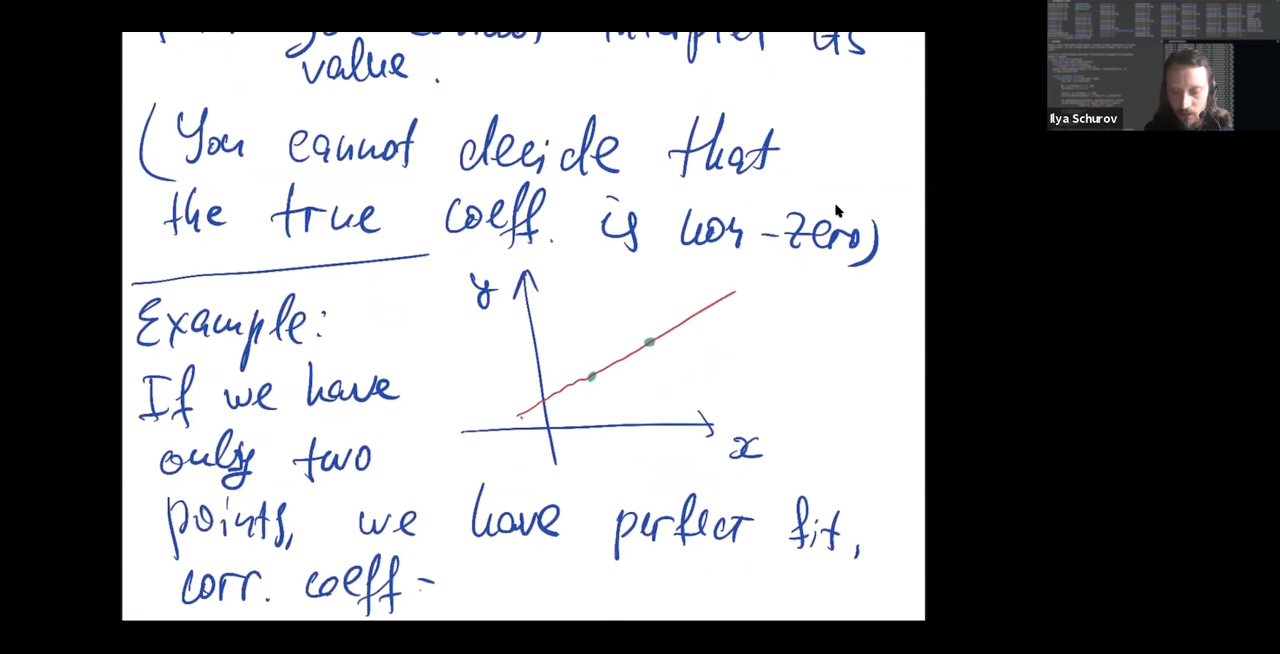 value.
(You cannot decide that
the true coeff. is non-zero)
Example:
y
If we have
only two
x
points, we have perfect fit,
corr. coeff -
Ilya Schurov